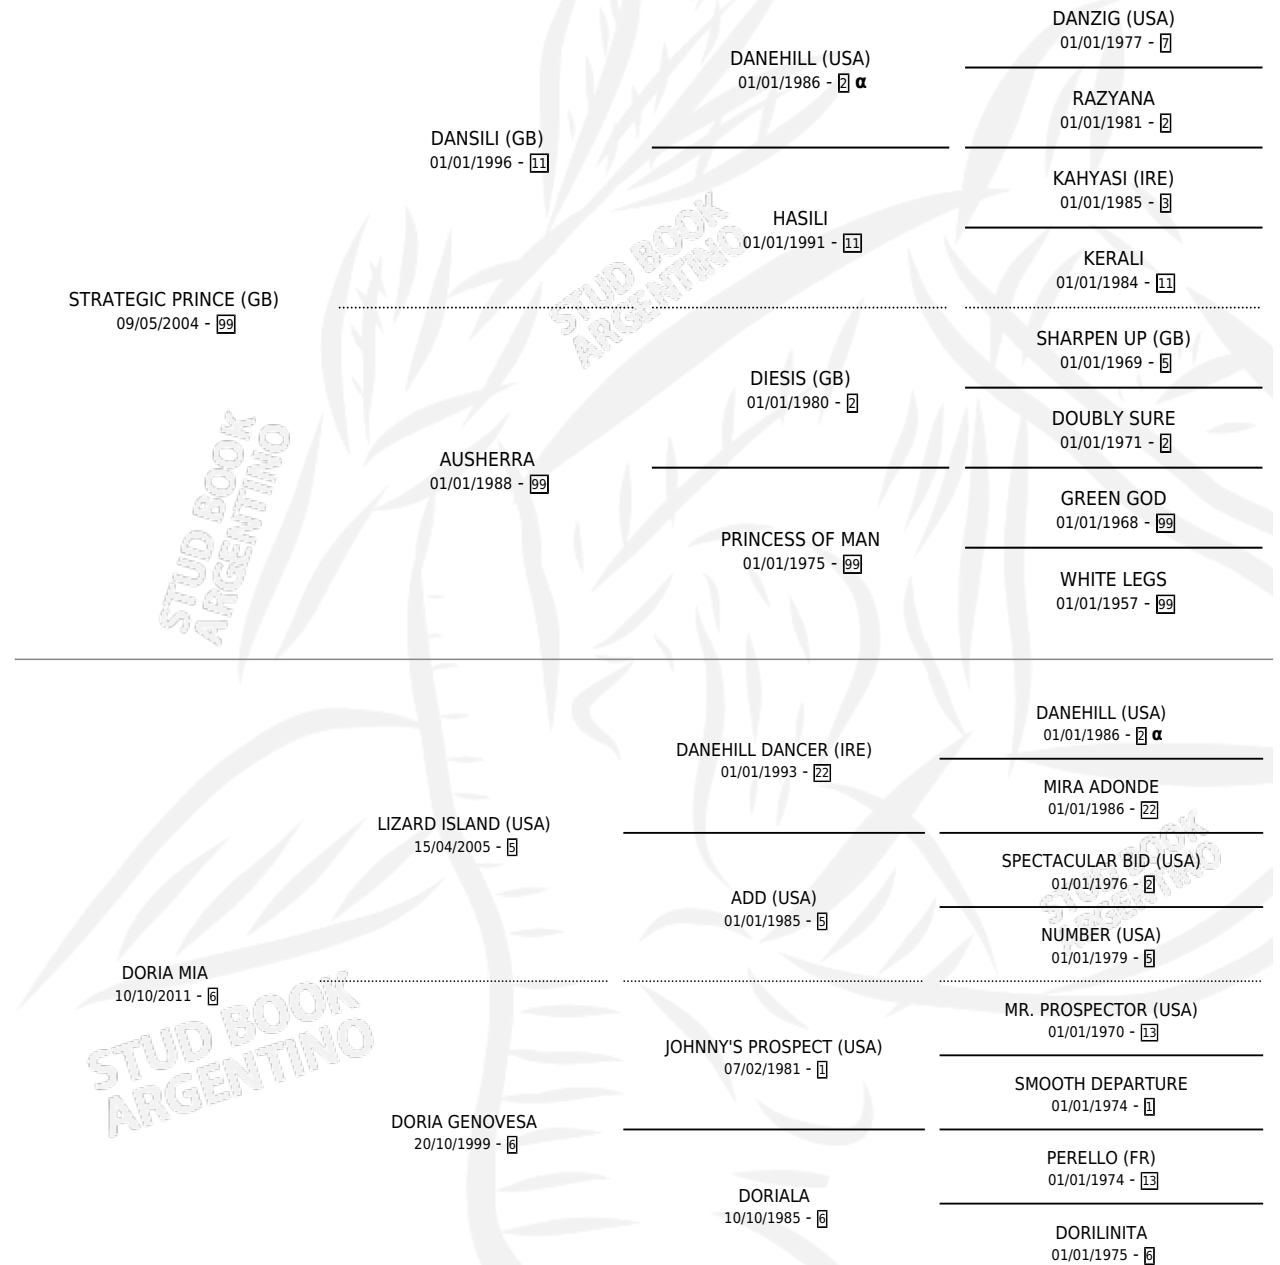 DANZIG (USA)
01/01/1977 - 7
DANEHILL (USA)
01/01/1986 - 2 α
RAZYANA
01/01/1981 - 2
DANSILI (GB)
01/01/1996 - 11
KAHYASI (IRE)
01/01/1985 - 3
HASILI
01/01/1991 - 11
KERALI
01/01/1984 - 11
STUD BOOK
ARGENTINO
STRATEGIC PRINCE (GB)
09/05/2004 - 99
SHARPEN UP (GB)
01/01/1969 - 5
DIESIS (GB)
01/01/1980 - 2
DOUBLY SURE
01/01/1971 - 2
AUSHERRA
01/01/1988 - 99
GREEN GOD
01/01/1968 - 99
PRINCESS OF MAN
01/01/1975 - 99
WHITE LEGS
01/01/1957 - 99
STUD BOOK
ARGENTINO
DANEHILL (USA)
01/01/1986 - 2 α
DANEHILL DANCER (IRE)
01/01/1993 - 22
MIRA ADONDE
01/01/1986 - 22
LIZARD ISLAND (USA)
15/04/2005 - 5
SPECTACULAR BID (USA)
01/01/1976 - 2
ADD (USA)
01/01/1985 - 5
NUMBER (USA)
01/01/1979 - 5
STUD BOOK
ARGENTINO
DORIA MIA
10/10/2011 - 6
MR. PROSPECTOR (USA)
01/01/1970 - 13
JOHNNY'S PROSPECT (USA)
07/02/1981 - 1
SMOOTH DEPARTURE
01/01/1974 - 1
DORIA GENOVESA
20/10/1999 - 6
PERELLO (FR)
01/01/1974 - 13
DORIALA
10/10/1985 - 6
DORILINITA
01/01/1975 - 6
STUD BOOK
ARGENTINO